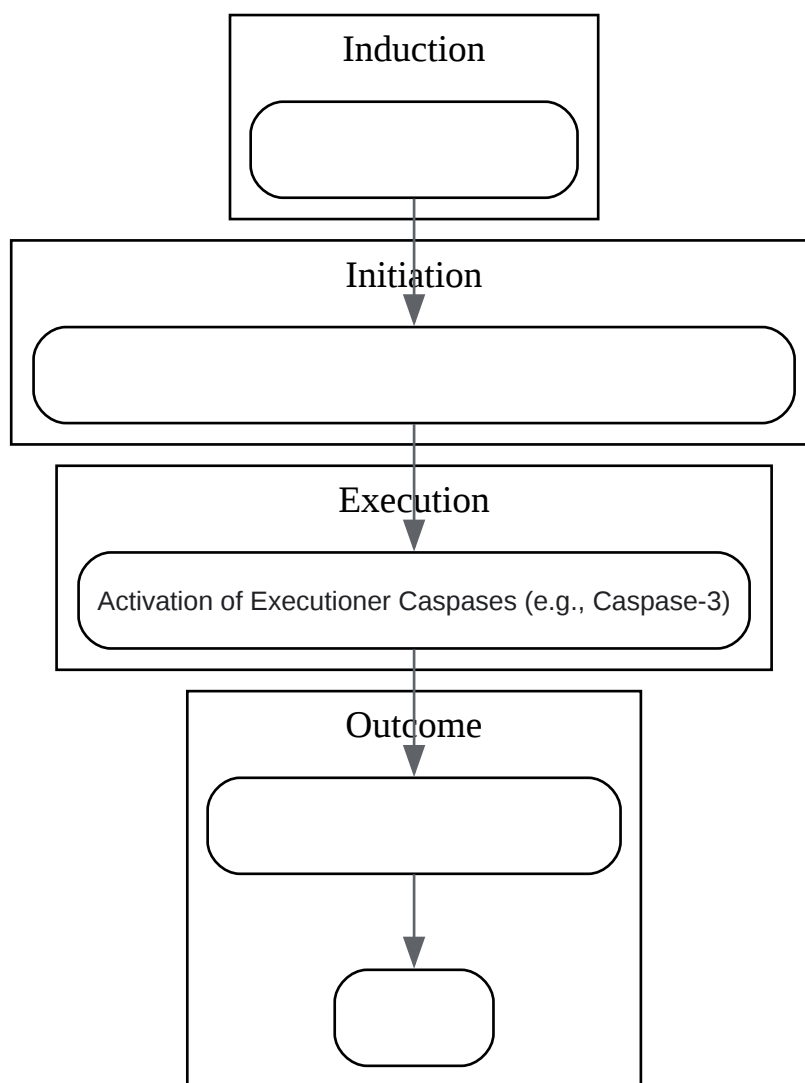 Induction
Initiation
Execution
Activation of Executioner Caspases (e.g., Caspase-3)
Outcome